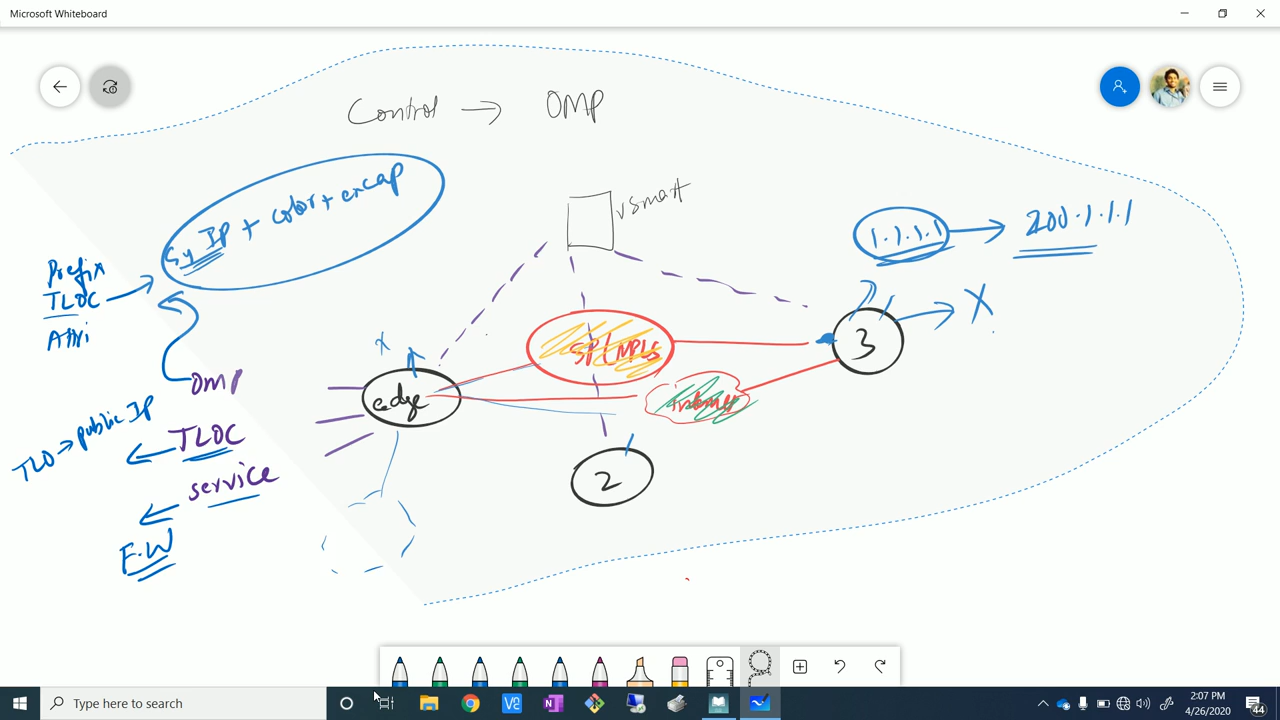 Microsoft Whiteboard
Control → OMP
Sy IP + color + encap
vsmart
1.1.1.1 → 200.1.1.1
Prefix
TLOC
Attri
X
SP/MPLS
3
X
OMP
edge
internet
TLO → public IP
TLOC
service
2
F.W
Type here to search
2:07 PM
4/26/2020
44